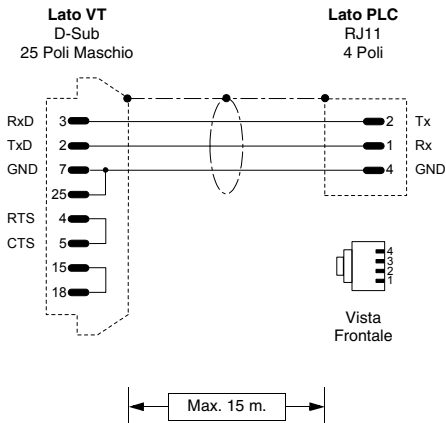 Lato VT
D-Sub
25 Poli Maschio
Lato PLC
RJ11
4 Poli
RxD 3 2 Tx
TxD 2 1 Rx
GND 7 4 GND
25
RTS 4
CTS 5
15
18
4
3
2
1
Vista
Frontale
Max. 15 m.